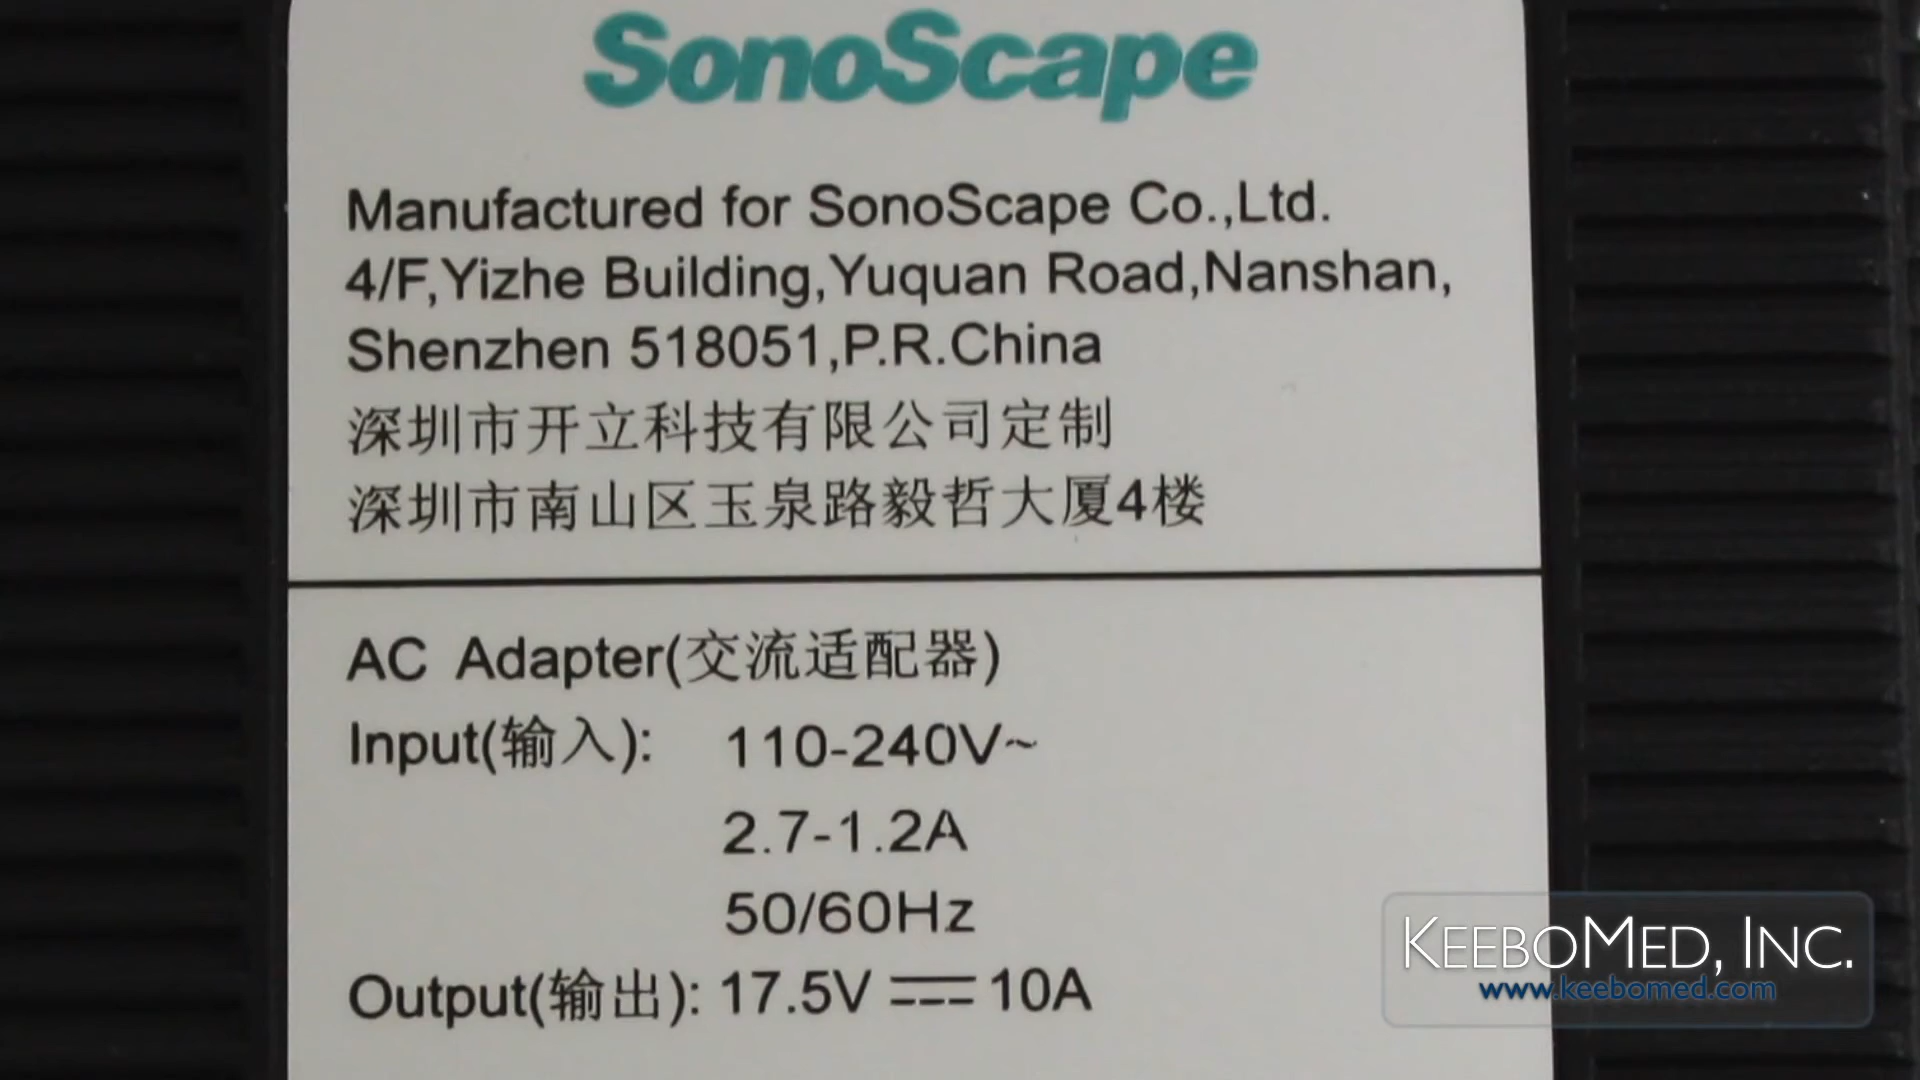 SonoScape
Manufactured for SonoScape Co.,Ltd.
4/F,Yizhe Building,Yuquan Road,Nanshan,
Shenzhen 518051,P.R.China
深圳市开立科技有限公司定制
深圳市南山区玉泉路毅哲大厦4楼
AC Adapter(交流适配器)
Input(输入): 110-240V~
2.7-1.2A
50/60Hz
Output(输出): 17.5V ⎓ 10A
KEEBOMED, INC.
www.keebomed.com